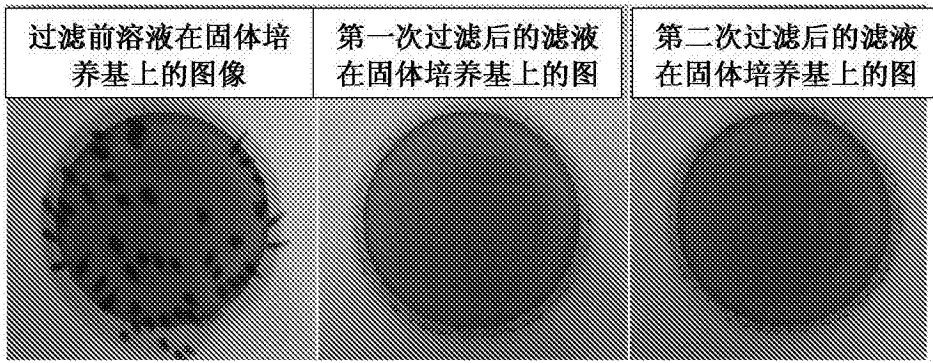 过滤前溶液在固体培
养基上的图像
第一次过滤后的滤液
在固体培养基上的图
第二次过滤后的滤液
在固体培养基上的图